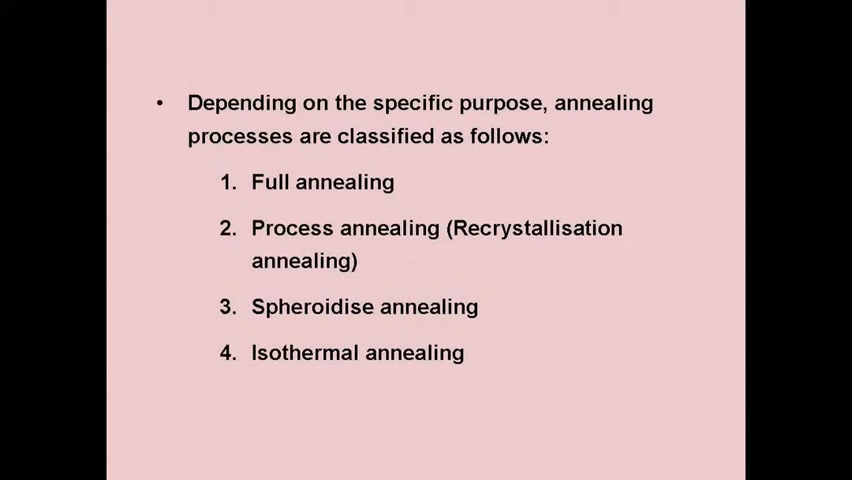 • Depending on the specific purpose, annealing
processes are classified as follows:
1. Full annealing
2. Process annealing (Recrystallisation
annealing)
3. Spheroidise annealing
4. Isothermal annealing